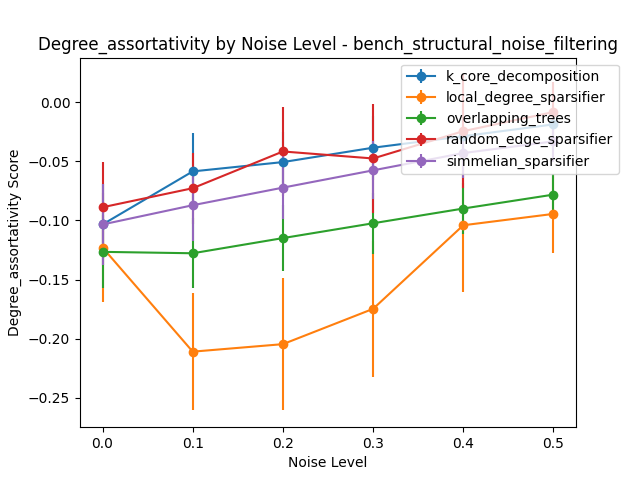 Degree_assortativity by Noise Level - bench_structural_noise_filtering
k_core_decomposition
local_degree_sparsifier
overlapping_trees
random_edge_sparsifier
simmelian_sparsifier
Degree_assortativity Score
0.00
−0.05
−0.10
−0.15
−0.20
−0.25
0.0 0.1 0.2 0.3 0.4 0.5
Noise Level